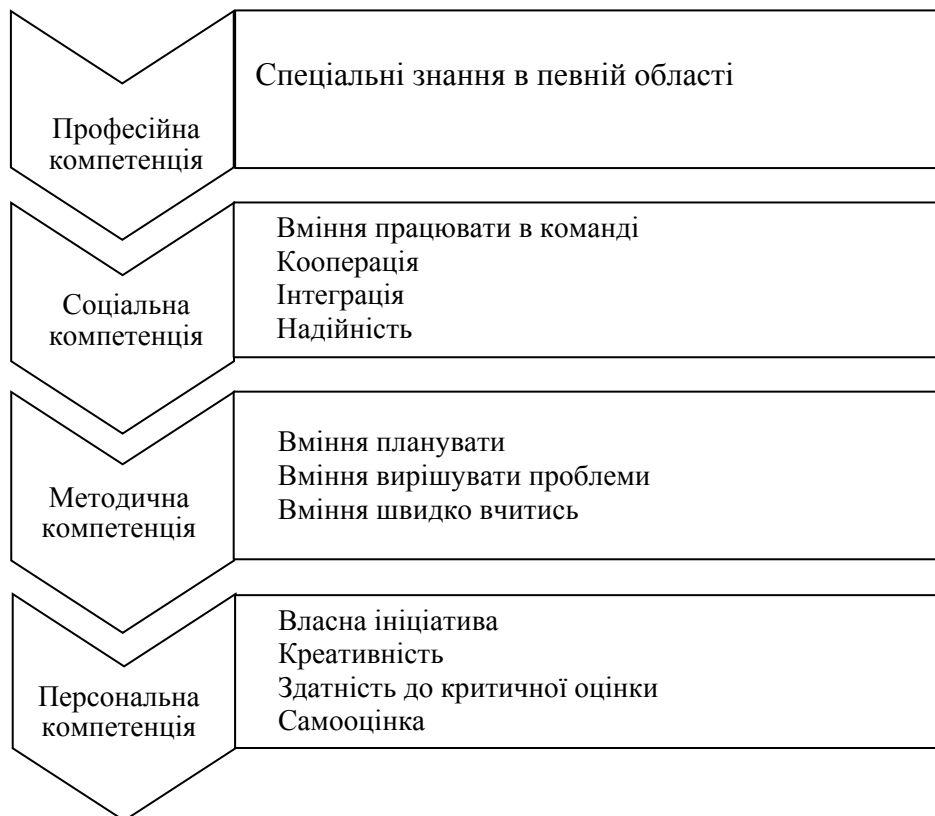 Професійна
компетенція
Спеціальні знання в певній області
Соціальна
компетенція
Вміння працювати в команді
Кооперація
Інтеграція
Надійність
Методична
компетенція
Вміння планувати
Вміння вирішувати проблеми
Вміння швидко вчитись
Персональна
компетенція
Власна ініціатива
Креативність
Здатність до критичної оцінки
Самооцінка